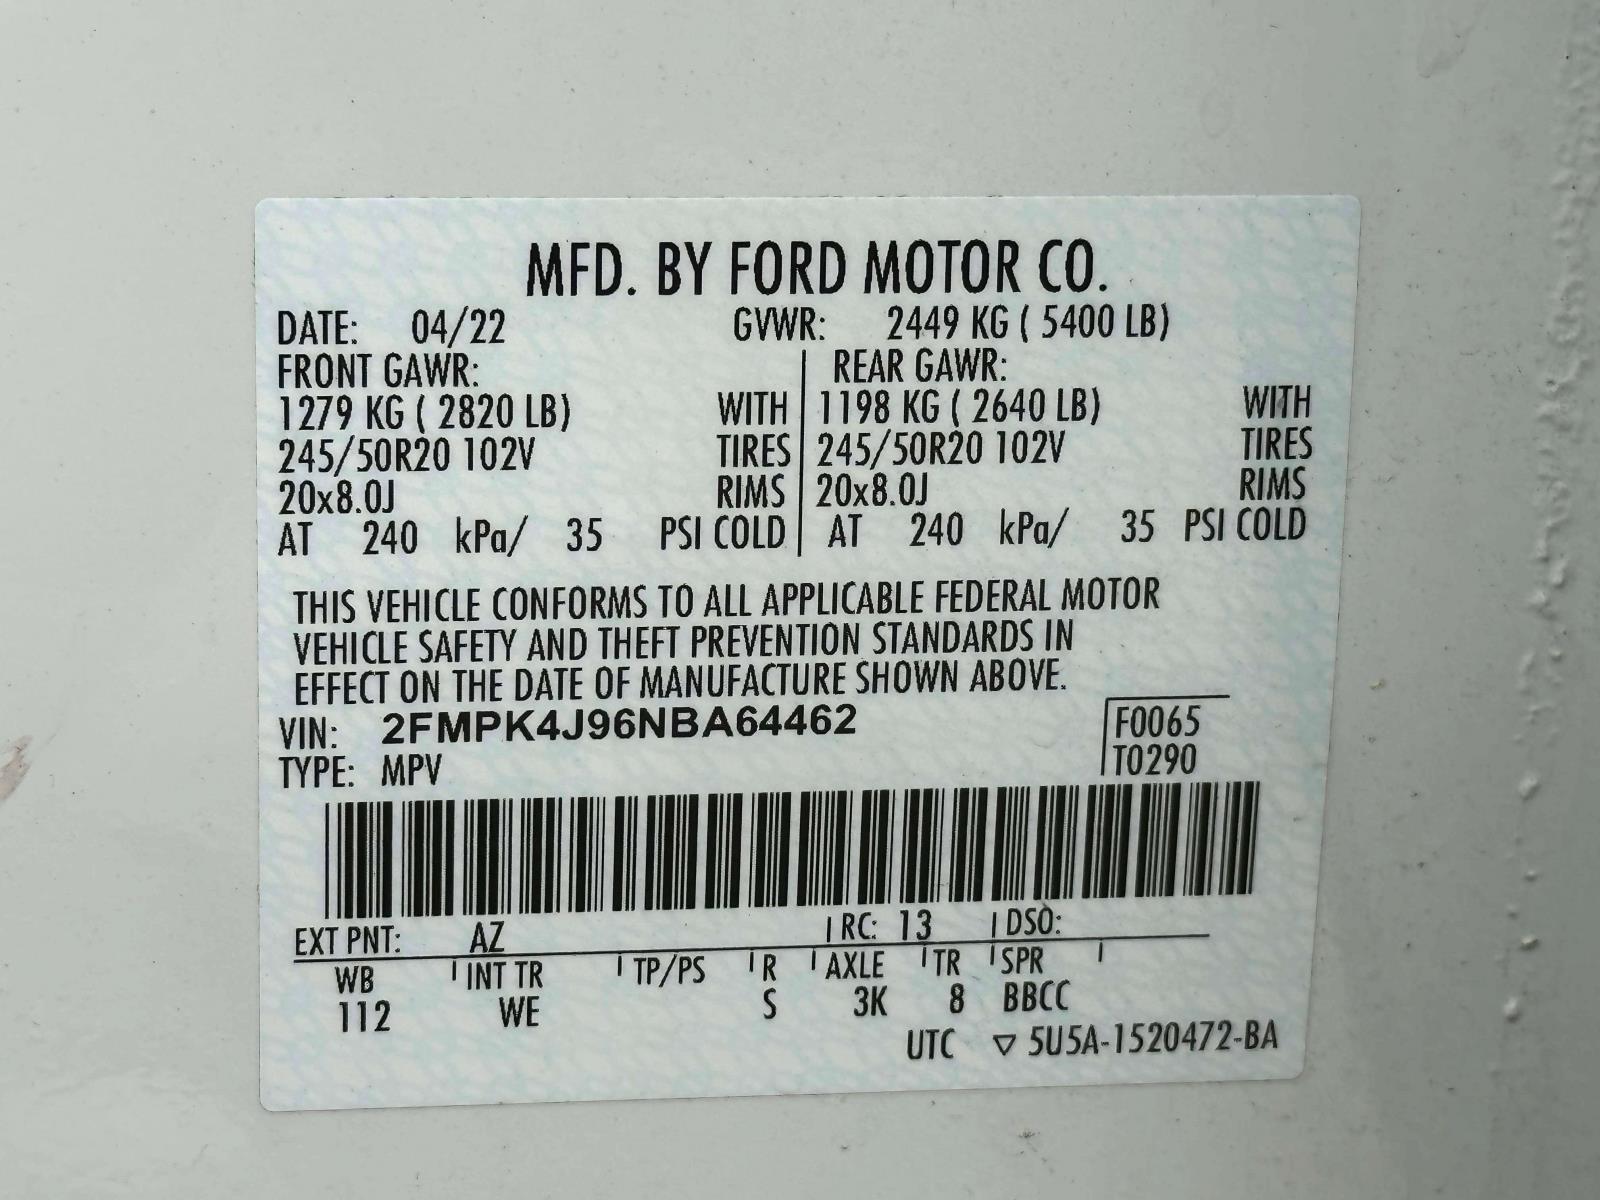 MFD. BY FORD MOTOR CO.
DATE: 04/22 GVWR: 2449 KG ( 5400 LB)
FRONT GAWR: REAR GAWR:
1279 KG ( 2820 LB) WITH 1198 KG ( 2640 LB) WITH
245/50R20 102V TIRES 245/50R20 102V TIRES
20x8.0J RIMS 20x8.0J RIMS
AT 240 kPa/ 35 PSI COLD AT 240 kPa/ 35 PSI COLD
THIS VEHICLE CONFORMS TO ALL APPLICABLE FEDERAL MOTOR
VEHICLE SAFETY AND THEFT PREVENTION STANDARDS IN
EFFECT ON THE DATE OF MANUFACTURE SHOWN ABOVE.
VIN: 2FMPK4J96NBA64462 F0065
TYPE: MPV T0290
EXT PNT: AZ RC: 13 DSO:
WB INT TR TP/PS R AXLE TR SPR
112 WE S 3K 8 BBCC
UTC ▽ 5U5A-1520472-BA